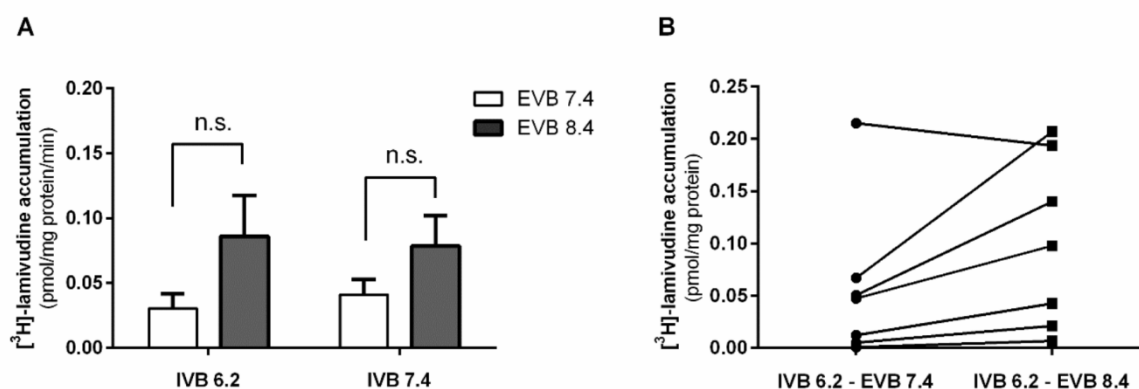 A
[³H]-lamivudine accumulation
(pmol/mg protein/min)
0.20
0.15
0.10
0.05
0.00
n.s.
n.s.
EVB 7.4
EVB 8.4
IVB 6.2
IVB 7.4
B
[³H]-lamivudine accumulation
(pmol/mg protein)
0.25
0.20
0.15
0.10
0.05
0.00
IVB 6.2 - EVB 7.4
IVB 6.2 - EVB 8.4